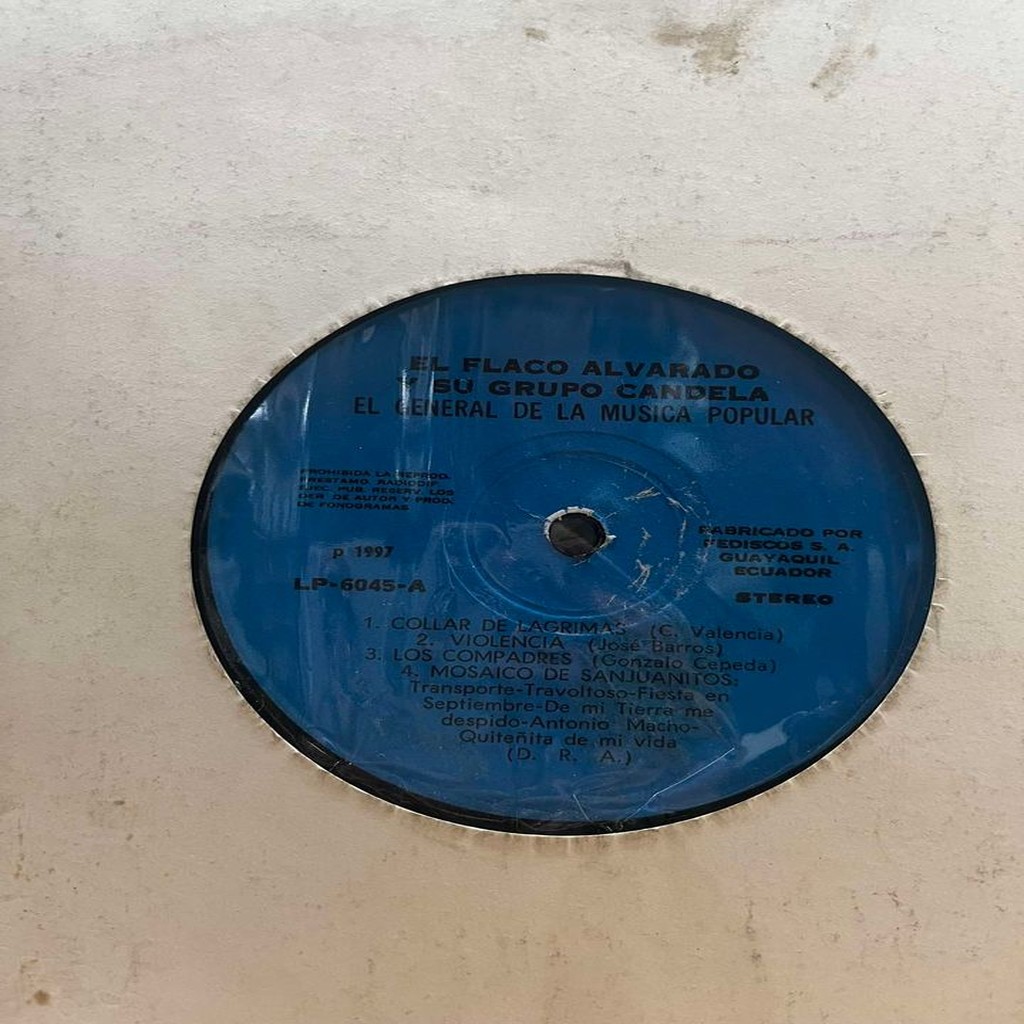 EL FLACO ALVARADO
Y SU GRUPO CANDELA
EL GENERAL DE LA MUSICA POPULAR
PROHIBIDA LA REPROD.
PRESTAMO RADIODIF.
EJEC. PUB. RESERV. LOS
DER. DE AUTOR Y PROD.
DE FONOGRAMAS
p 1997
LP-6045-A
FABRICADO POR
FEDISCOS S. A.
GUAYAQUIL
ECUADOR
STEREO
1. COLLAR DE LAGRIMAS (C. Valencia)
2. VIOLENCIA (José Barros)
3. LOS COMPADRES (Gonzalo Cepeda)
4. MOSAICO DE SANJUANITOS:
Transporte-Travoltoso-Fiesta en
Septiembre-De mi Tierra me
despido-Antonio Macho-
Quiteñita de mi vida
(D. R. A.)